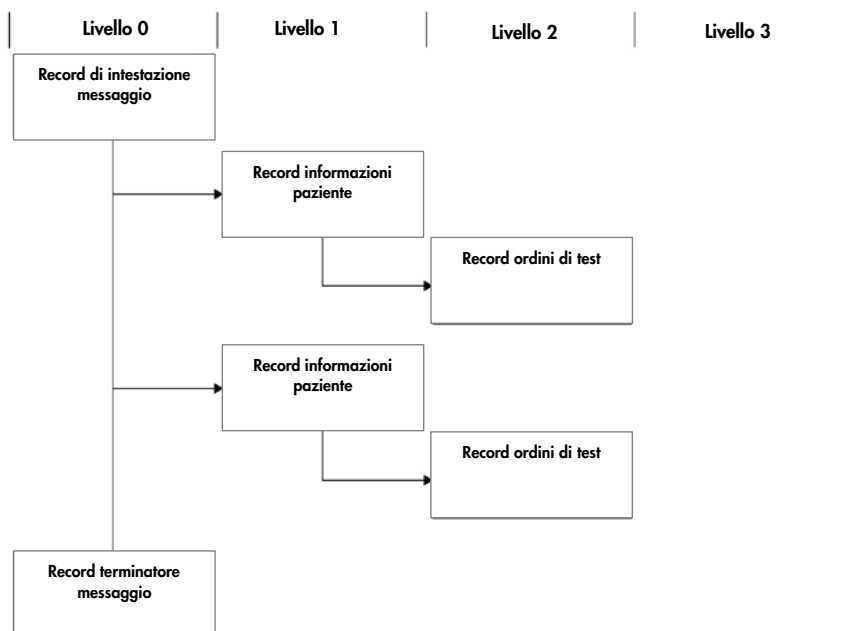 Livello 0
Livello 1
Livello 2
Livello 3
Record di intestazione
messaggio
Record informazioni
paziente
Record ordini di test
Record informazioni
paziente
Record ordini di test
Record terminatore
messaggio